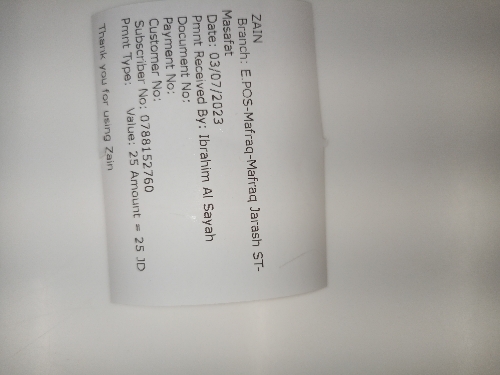 ZAIN
Branch: E.POS-Mafraq-Mafraq Jarash ST-
Masafat
Date: 03/07/2023
Pmnt Received By: Ibrahim Al Sayah
Document No:
Payment No:
Customer No:
Subscriber No: 0788152760
Pmnt Type: Value: 25 Amount = 25 JD
Thank you for using Zain